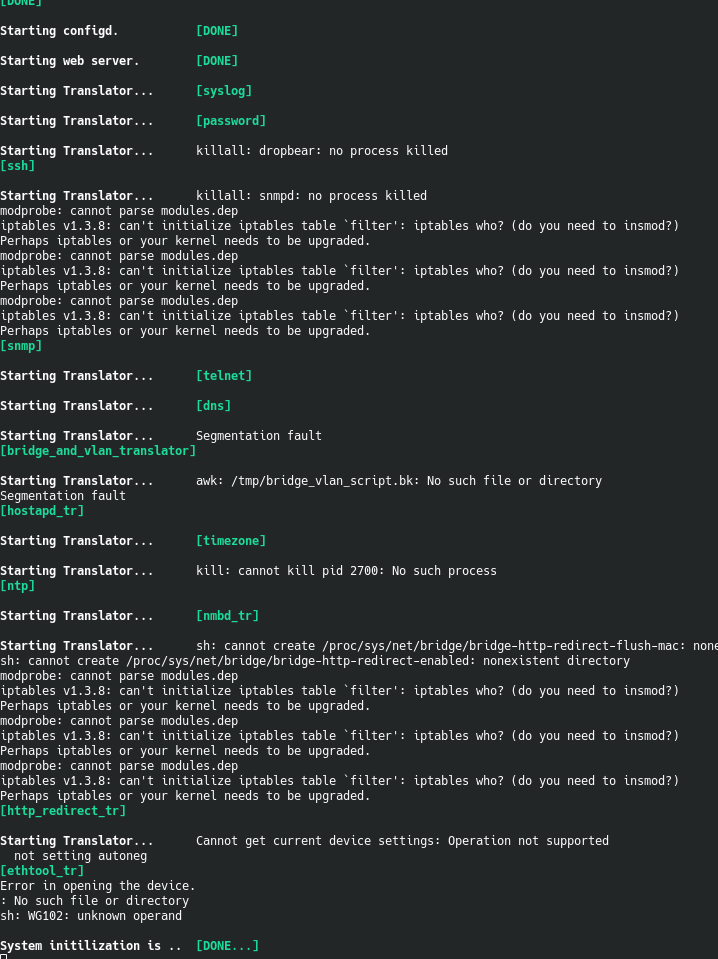 [DONE]
Starting configd.           [DONE]
Starting web server.        [DONE]
Starting Translator...      [syslog]
Starting Translator...      [password]
Starting Translator...      killall: dropbear: no process killed
[ssh]
Starting Translator...      killall: snmpd: no process killed
modprobe: cannot parse modules.dep
iptables v1.3.8: can't initialize iptables table `filter': iptables who? (do you need to insmod?)
Perhaps iptables or your kernel needs to be upgraded.
modprobe: cannot parse modules.dep
iptables v1.3.8: can't initialize iptables table `filter': iptables who? (do you need to insmod?)
Perhaps iptables or your kernel needs to be upgraded.
modprobe: cannot parse modules.dep
iptables v1.3.8: can't initialize iptables table `filter': iptables who? (do you need to insmod?)
Perhaps iptables or your kernel needs to be upgraded.
[snmp]
Starting Translator...      [telnet]
Starting Translator...      [dns]
Starting Translator...      Segmentation fault
[bridge_and_vlan_translator]
Starting Translator...      awk: /tmp/bridge_vlan_script.bk: No such file or directory
Segmentation fault
[hostapd_tr]
Starting Translator...      [timezone]
Starting Translator...      kill: cannot kill pid 2700: No such process
[ntp]
Starting Translator...      [nmbd_tr]
Starting Translator...      sh: cannot create /proc/sys/net/bridge/bridge-http-redirect-flush-mac: none
sh: cannot create /proc/sys/net/bridge/bridge-http-redirect-enabled: nonexistent directory
modprobe: cannot parse modules.dep
iptables v1.3.8: can't initialize iptables table `filter': iptables who? (do you need to insmod?)
Perhaps iptables or your kernel needs to be upgraded.
modprobe: cannot parse modules.dep
iptables v1.3.8: can't initialize iptables table `filter': iptables who? (do you need to insmod?)
Perhaps iptables or your kernel needs to be upgraded.
modprobe: cannot parse modules.dep
iptables v1.3.8: can't initialize iptables table `filter': iptables who? (do you need to insmod?)
Perhaps iptables or your kernel needs to be upgraded.
[http_redirect_tr]
Starting Translator...      Cannot get current device settings: Operation not supported
  not setting autoneg
[ethtool_tr]
Error in opening the device.
: No such file or directory
sh: WG102: unknown operand
System initilization is ..  [DONE...]